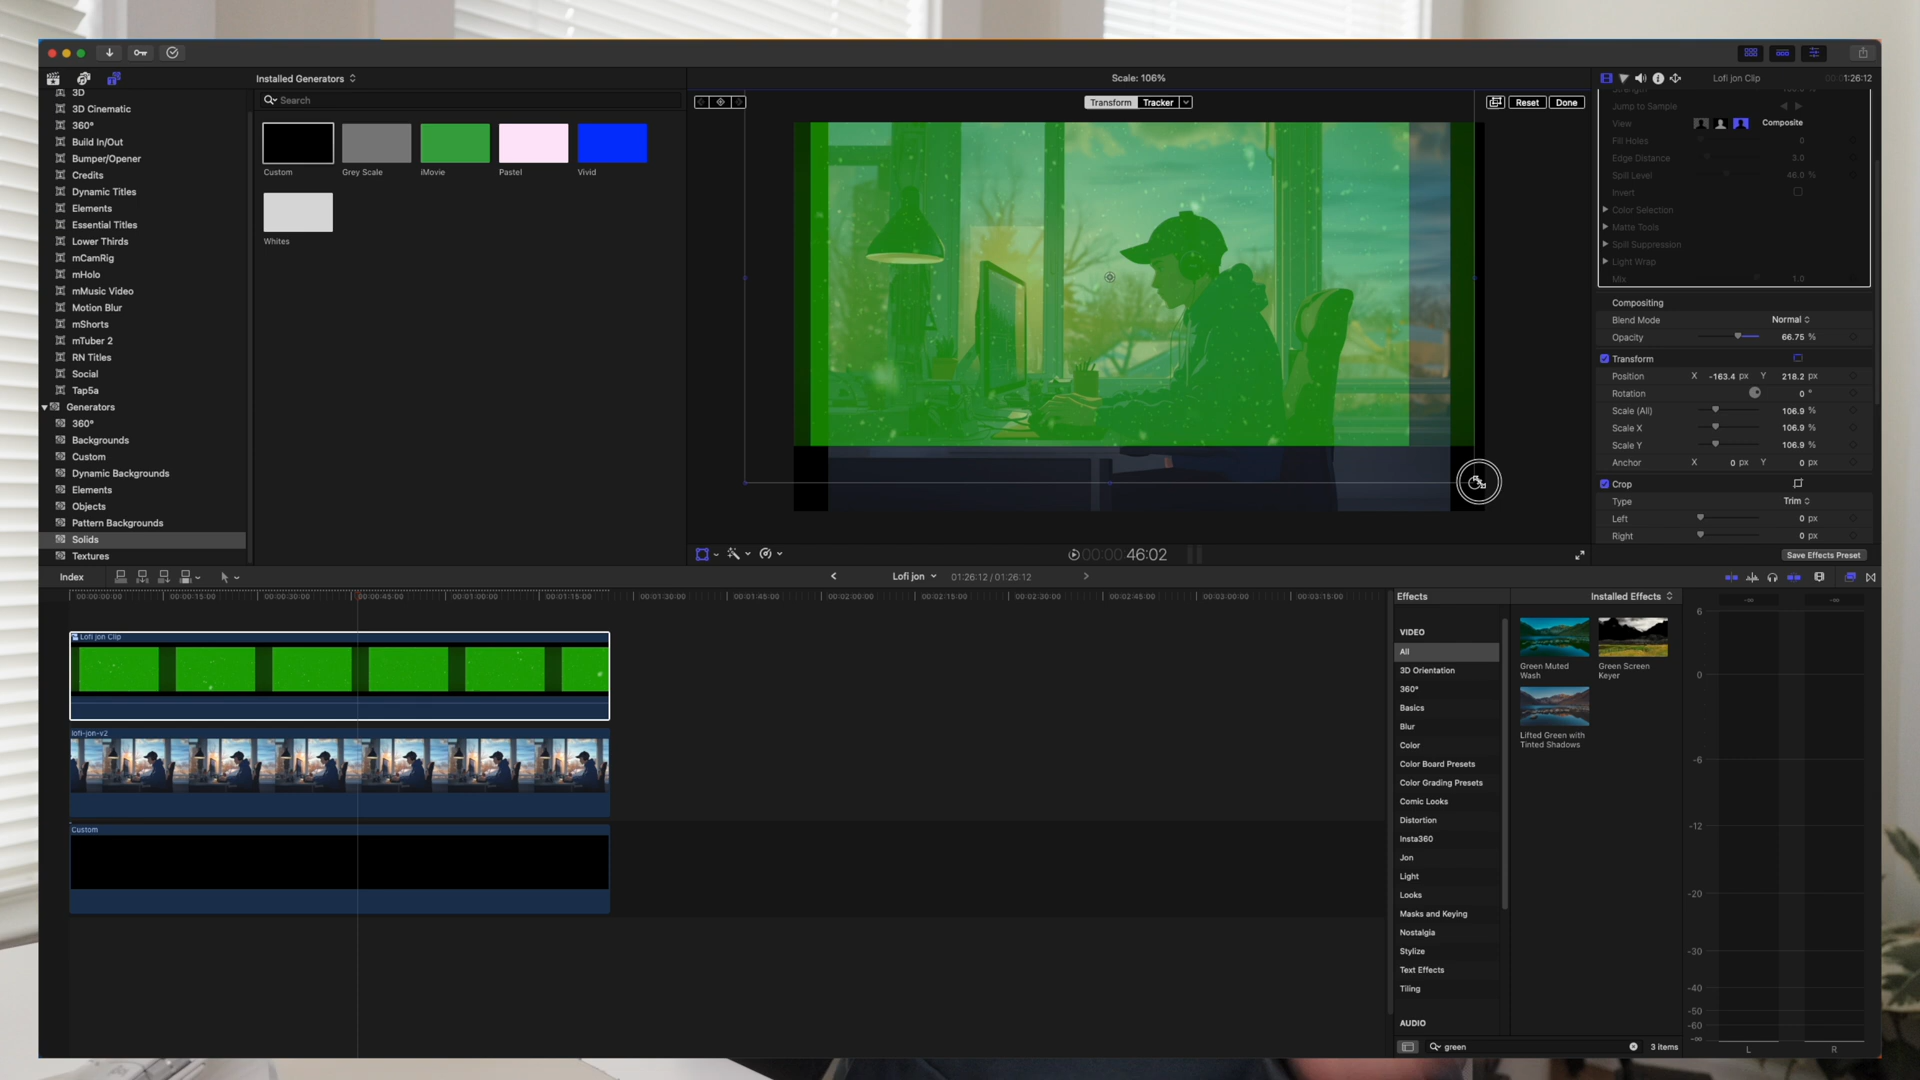 Installed Generators
Scale: 106%
Lofi jon Clip
1:26:12
Search
Transform
Tracker
Reset
Done
3D
3D Cinematic
360°
Build In/Out
Bumper/Opener
Credits
Dynamic Titles
Elements
Essential Titles
Lower Thirds
mCamRig
mHolo
mMusic Video
Motion Blur
mShorts
mTuber 2
RN Titles
Social
Tap5a
Generators
360°
Backgrounds
Custom
Dynamic Backgrounds
Elements
Objects
Pattern Backgrounds
Solids
Textures
Custom
Grey Scale
iMovie
Pastel
Vivid
Whites
Jump to Sample
View
Composite
Fill Holes 0
Edge Distance 3.0
Spill Level 46.0 %
Invert
Color Selection
Matte Tools
Spill Suppression
Light Wrap
Mix 1.0
Compositing
Blend Mode Normal
Opacity 66.75 %
Transform
Position X -163.4 px Y 218.2 px
Rotation 0 °
Scale (All) 106.9 %
Scale X 106.9 %
Scale Y 106.9 %
Anchor X 0 px Y 0 px
Crop
Type Trim
Left 0 px
Right 0 px
Save Effects Preset
00:00:46:02
Index
Lofi jon
01:26:12 / 01:26:12
00:00:00:00
00:00:15:00
00:00:30:00
00:00:45:00
00:01:00:00
00:01:15:00
00:01:30:00
00:01:45:00
00:02:00:00
00:02:15:00
00:02:30:00
00:02:45:00
00:03:00:00
00:03:15:00
Lofi jon Clip
lofi-jon-v2
Custom
Effects
Installed Effects
VIDEO
All
3D Orientation
360°
Basics
Blur
Color
Color Board Presets
Color Grading Presets
Comic Looks
Distortion
Insta360
Jon
Light
Looks
Masks and Keying
Nostalgia
Stylize
Text Effects
Tiling
AUDIO
Green Muted
Wash
Green Screen
Keyer
Lifted Green with
Tinted Shadows
green
3 items
6
0
-6
-12
-20
-30
-40
-50
-60
-∞
L
R